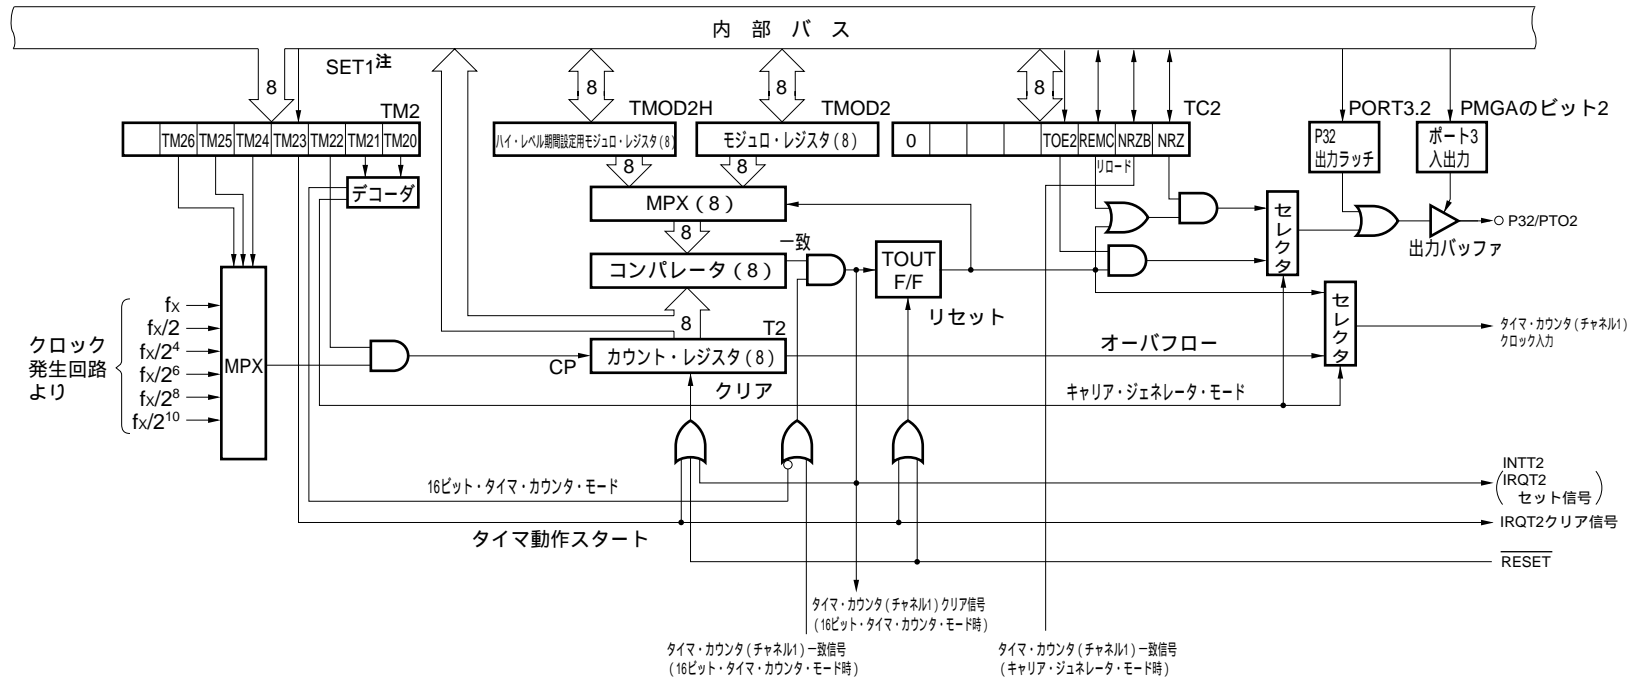 内 部 バ ス
SET1注
8
8
8
8
TM2
TMOD2H
TMOD2
TC2
PORT3.2
PMGAのビット2
TM26
TM25
TM24
TM23
TM22
TM21
TM20
ハイ・レベル期間設定用モジュロ・レジスタ(8)
モジュロ・レジスタ(8)
0
TOE2
REMC
NRZB
NRZ
P32
出力ラッチ
ポート3
入出力
リロード
デコーダ
8
8
MPX(8)
8
セレクタ
P32/PTO2
出力バッファ
コンパレータ(8)
一致
TOUT
F/F
リセット
8
T2
カウント・レジスタ(8)
CP
クリア
オーバフロー
セレクタ
タイマ・カウンタ(チャネル1)
クロック入力
キャリア・ジェネレータ・モード
クロック
発生回路
より
fX
fX/2
fX/2⁴
fX/2⁶
fX/2⁸
fX/2¹⁰
MPX
16ビット・タイマ・カウンタ・モード
INTT2
IRQT2
セット信号
タイマ動作スタート
IRQT2クリア信号
RESET
タイマ・カウンタ(チャネル1)クリア信号
(16ビット・タイマ・カウンタ・モード時)
タイマ・カウンタ(チャネル1)一致信号
(16ビット・タイマ・カウンタ・モード時)
タイマ・カウンタ(チャネル1)一致信号
(キャリア・ジュネレータ・モード時)